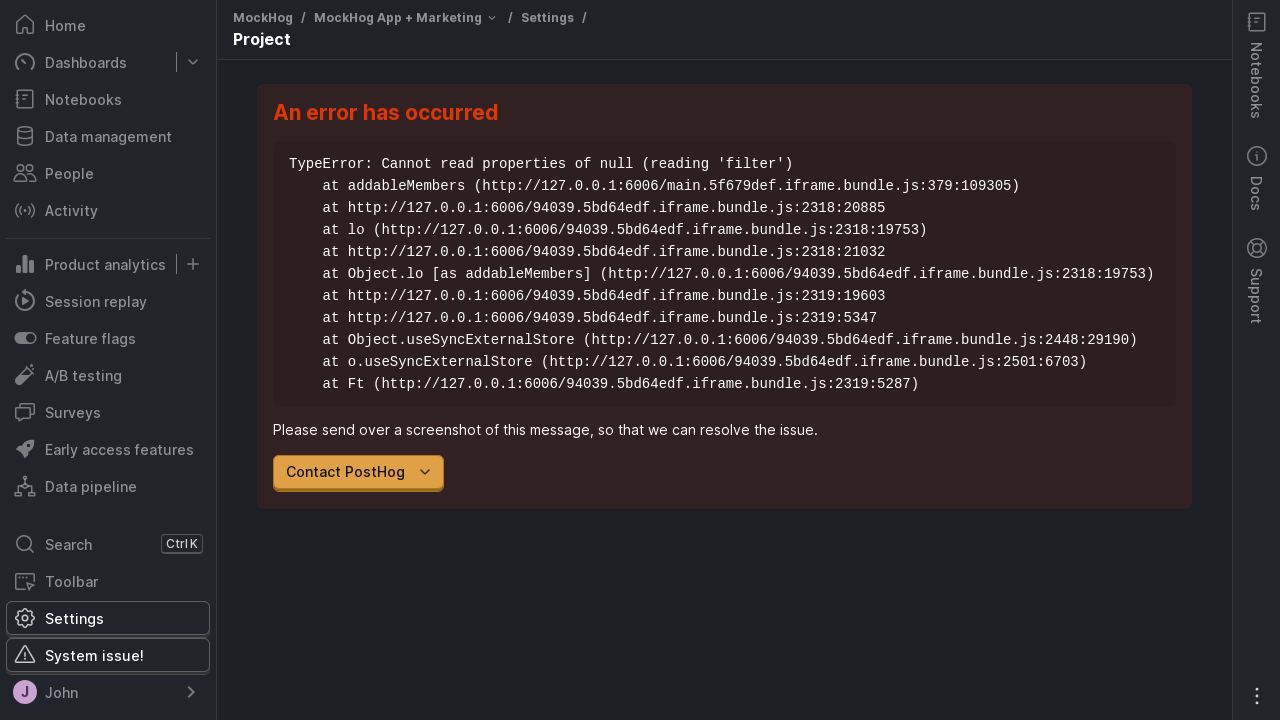 Home
Dashboards
Notebooks
Data management
People
Activity
Product analytics
Session replay
Feature flags
A/B testing
Surveys
Early access features
Data pipeline
Search
Ctrl K
Toolbar
Settings
System issue!
J
John
MockHog / MockHog App + Marketing / Settings /
Project
An error has occurred
TypeError: Cannot read properties of null (reading 'filter')
at addableMembers (http://127.0.0.1:6006/main.5f679def.iframe.bundle.js:379:109305)
at http://127.0.0.1:6006/94039.5bd64edf.iframe.bundle.js:2318:20885
at lo (http://127.0.0.1:6006/94039.5bd64edf.iframe.bundle.js:2318:19753)
at http://127.0.0.1:6006/94039.5bd64edf.iframe.bundle.js:2318:21032
at Object.lo [as addableMembers] (http://127.0.0.1:6006/94039.5bd64edf.iframe.bundle.js:2318:19753)
at http://127.0.0.1:6006/94039.5bd64edf.iframe.bundle.js:2319:19603
at http://127.0.0.1:6006/94039.5bd64edf.iframe.bundle.js:2319:5347
at Object.useSyncExternalStore (http://127.0.0.1:6006/94039.5bd64edf.iframe.bundle.js:2448:29190)
at o.useSyncExternalStore (http://127.0.0.1:6006/94039.5bd64edf.iframe.bundle.js:2501:6703)
at Ft (http://127.0.0.1:6006/94039.5bd64edf.iframe.bundle.js:2319:5287)
Please send over a screenshot of this message, so that we can resolve the issue.
Contact PostHog
Notebooks
Docs
Support